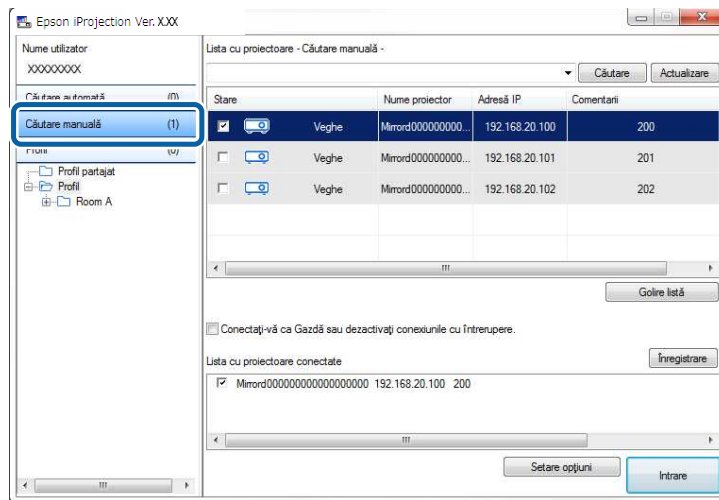 Epson iProjection Ver. X.XX
Nume utilizator
XXXXXXXX
Căutare automată (0)
Căutare manuală (1)
Profil (0)
Profil partajat
Profil
Room A
Lista cu proiectoare - Căutare manuală -
Căutare Actualizare
Stare Nume proiector Adresă IP Comentarii
Veghe Mirrord000000000... 192.168.20.100 200
Veghe Mirrord000000000... 192.168.20.101 201
Veghe Mirrord000000000... 192.168.20.102 202
Golire listă
Conectaţi-vă ca Gazdă sau dezactivaţi conexiunile cu întrerupere.
Lista cu proiectoare conectate
Înregistrare
Mirrord000000000000000000 192.168.20.100 200
Setare opţiuni
Intrare